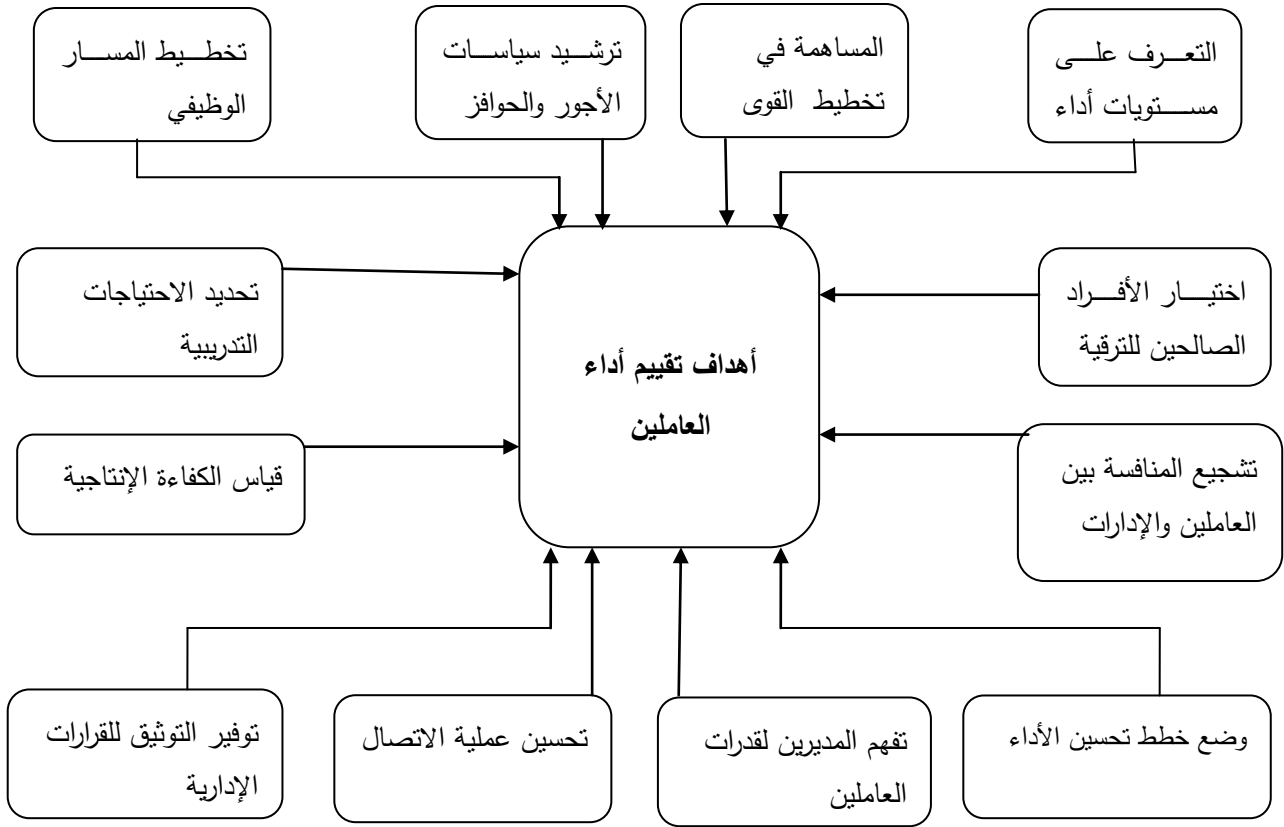 التعرف على
مستويات أداء
المساهمة في
تخطيط القوى
ترشيد سياسات
الأجور والحوافز
تخطيط المسار
الوظيفي
اختيار الأفراد
الصالحين للترقية
تحديد الاحتياجات
التدريبية
أهداف تقييم أداء
العاملين
تشجيع المنافسة بين
العاملين والإدارات
قياس الكفاءة الإنتاجية
وضع خطط تحسين الأداء
تفهم المديرين لقدرات
العاملين
تحسين عملية الاتصال
توفير التوثيق للقرارات
الإدارية